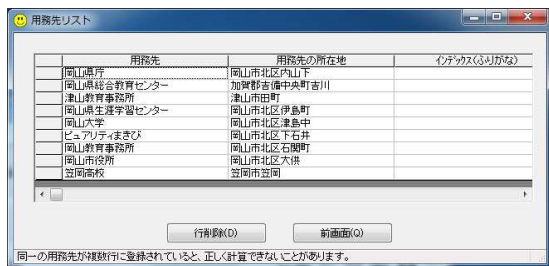 用務先リスト
用務先 用務先の所在地 インデックス(ふりがな)
岡山県庁 岡山市北区内山下
岡山県総合教育センター 加賀郡吉備中央町吉川
津山教育事務所 津山市田町
岡山県生涯学習センター 岡山市北区伊島町
岡山大学 岡山市北区津島中
ピュアリティまきび 岡山市北区下石井
岡山教育事務所 岡山市北区石関町
岡山市役所 岡山市北区大供
笠岡高校 笠岡市笠岡
行削除(D) 前画面(Q)
同一の用務先が複数行に登録されていると、正しく計算できないことがあります。